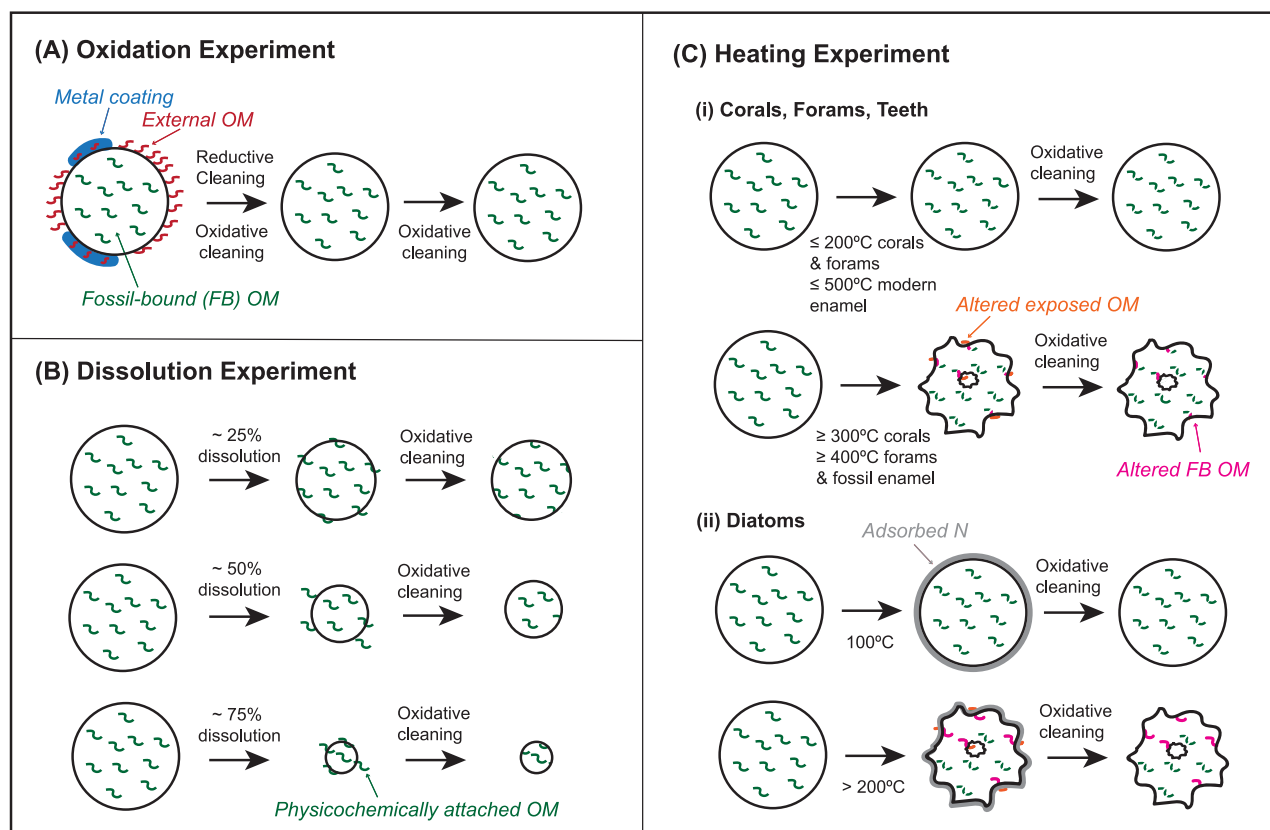 (A) Oxidation Experiment
Metal coating
External OM
Reductive
Cleaning
Oxidative
cleaning
Oxidative
cleaning
Fossil-bound (FB) OM
(B) Dissolution Experiment
~ 25%
dissolution
Oxidative
cleaning
~ 50%
dissolution
Oxidative
cleaning
~ 75%
dissolution
Oxidative
cleaning
Physicochemically attached OM
(C) Heating Experiment
(i) Corals, Forams, Teeth
Oxidative
cleaning
≤ 200ºC corals
& forams
≤ 500ºC modern
enamel
Altered exposed OM
Oxidative
cleaning
≥ 300ºC corals
≥ 400ºC forams
& fossil enamel
Altered FB OM
(ii) Diatoms
Adsorbed N
Oxidative
cleaning
100ºC
Oxidative
cleaning
> 200ºC